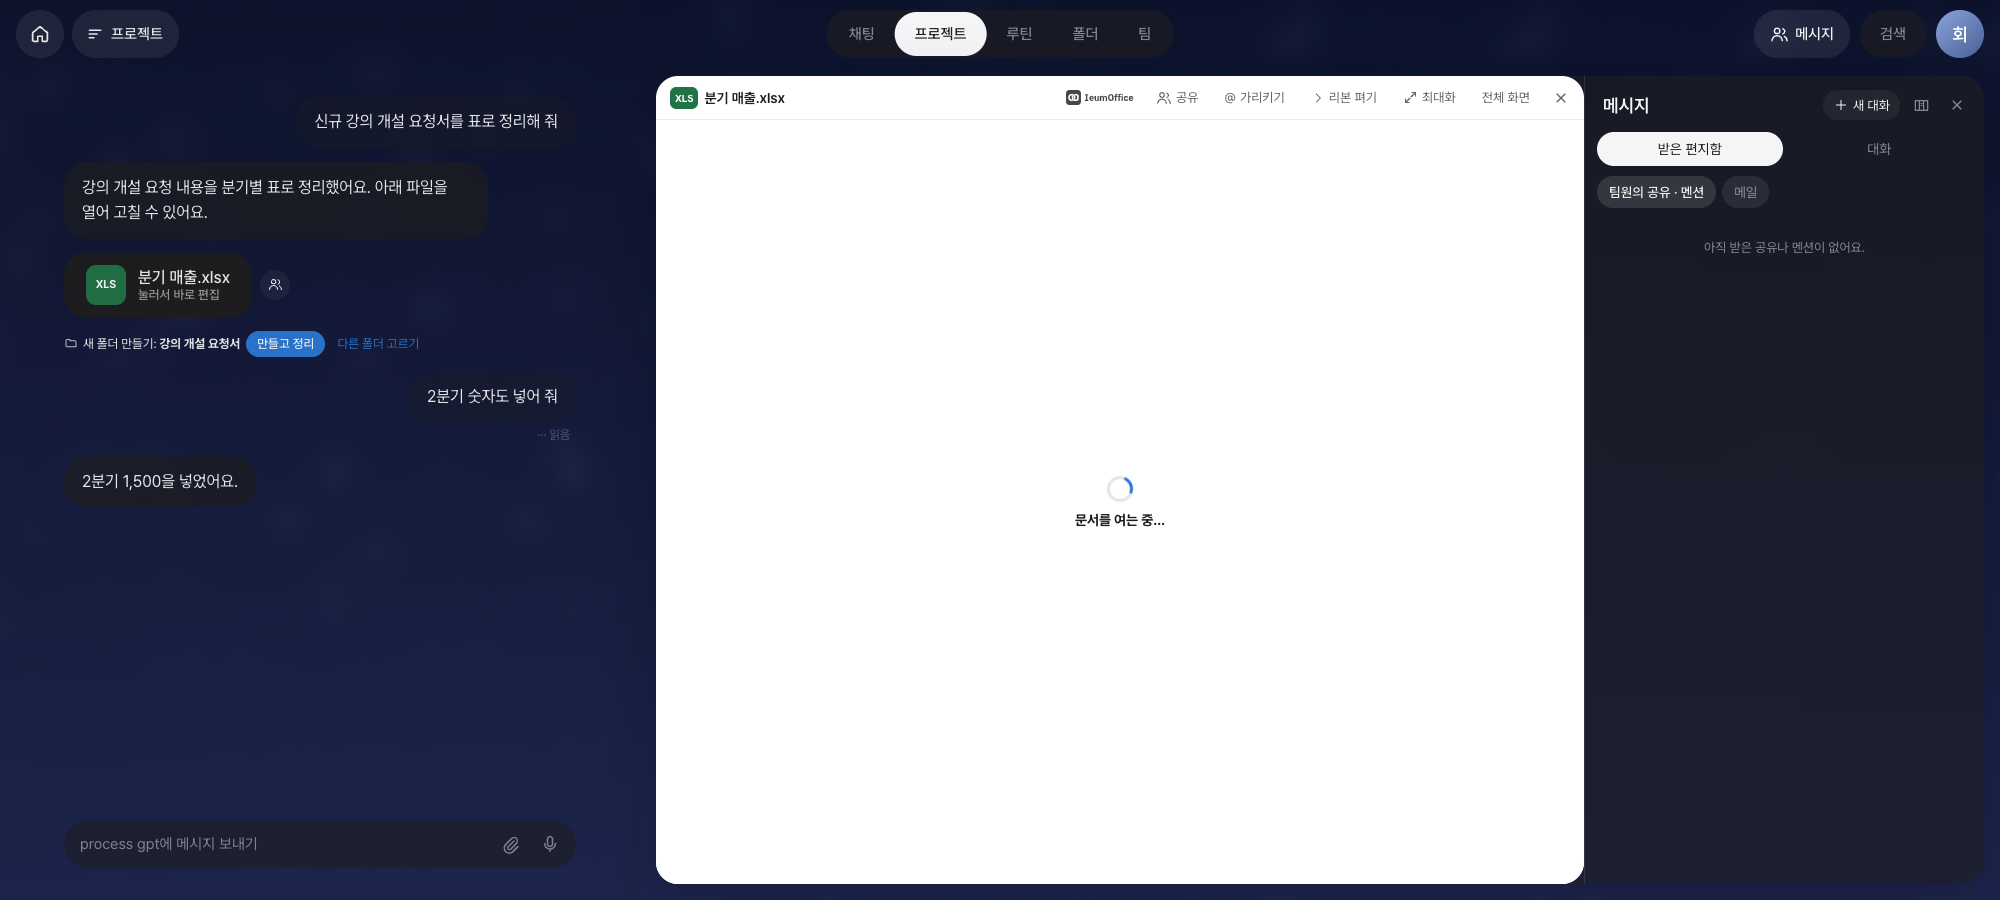 프로젝트
채팅
프로젝트
루틴
폴더
팀
메시지
검색
회
신규 강의 개설 요청서를 표로 정리해 줘
강의 개설 요청 내용을 분기별 표로 정리했어요. 아래 파일을
열어 고칠 수 있어요.
XLS
분기 매출.xlsx
눌러서 바로 편집
새 폴더 만들기: 강의 개설 요청서
만들고 정리
다른 폴더 고르기
2분기 숫자도 넣어 줘
··· 읽음
2분기 1,500을 넣었어요.
process gpt에 메시지 보내기
XLS
분기 매출.xlsx
IeumOffice
공유
@ 가리키기
리본 펴기
최대화
전체 화면
문서를 여는 중...
메시지
새 대화
받은 편지함
대화
팀원의 공유 · 멘션
메일
아직 받은 공유나 멘션이 없어요.